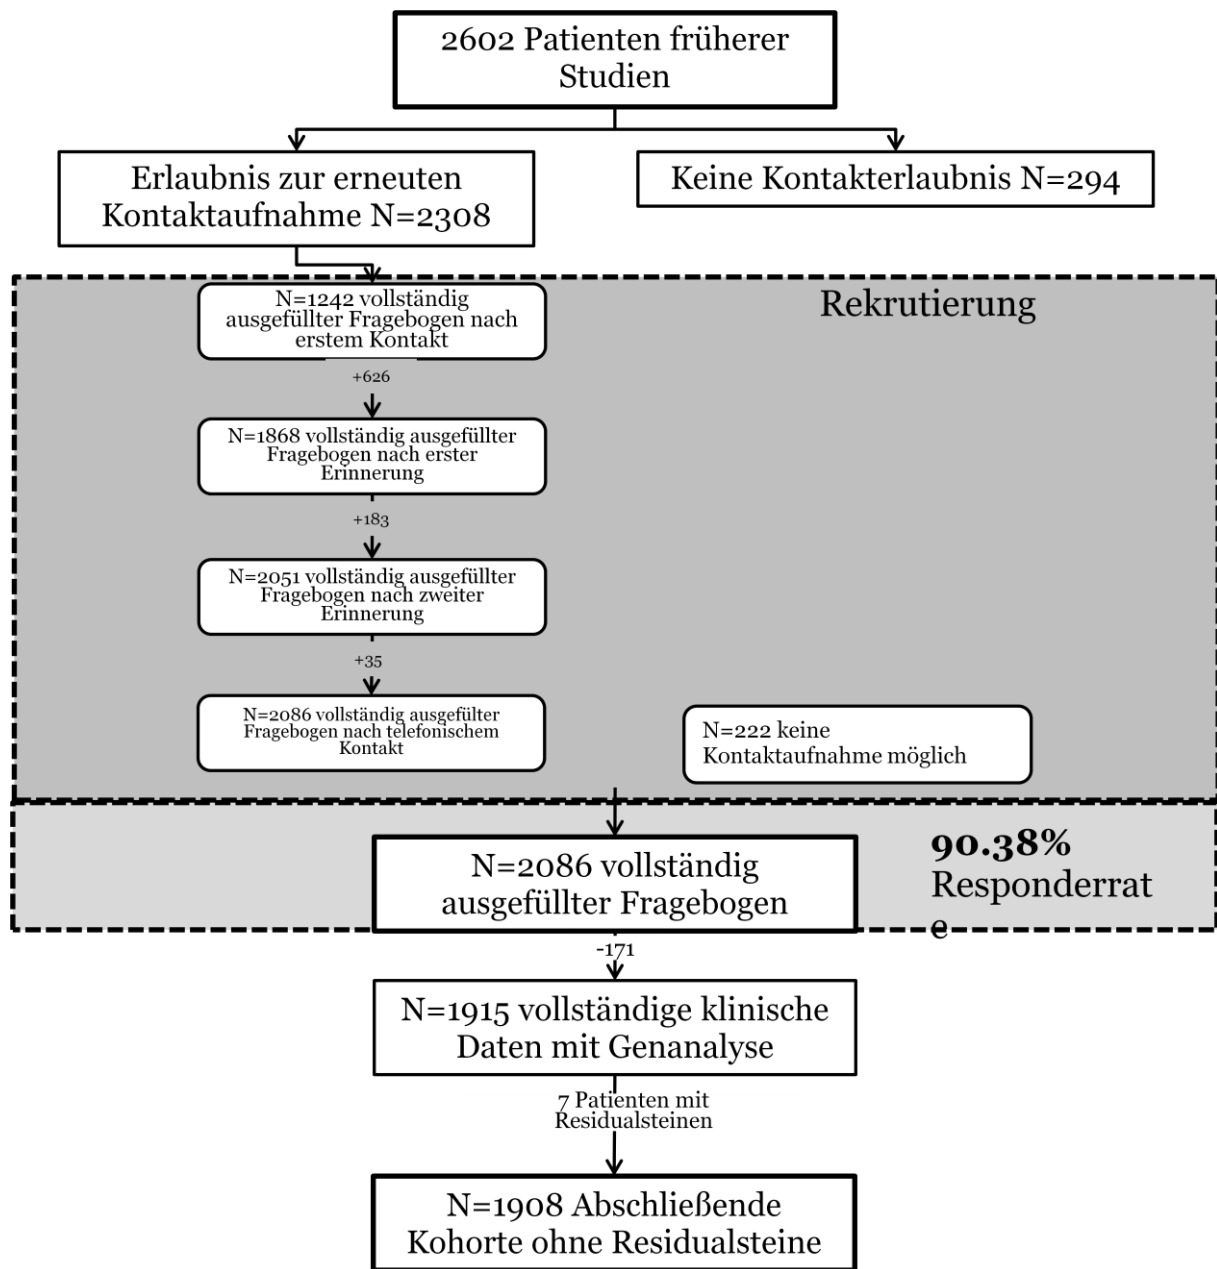 2602 Patienten früherer
Studien
Erlaubnis zur erneuten
Kontaktaufnahme N=2308
Keine Kontakterlaubnis N=294
Rekrutierung
N=1242 vollständig
ausgefüllter Fragebogen nach
erstem Kontakt
+626
N=1868 vollständig ausgefüllter
Fragebogen nach erster
Erinnerung
+183
N=2051 vollständig ausgefüllter
Fragebogen nach zweiter
Erinnerung
+35
N=2086 vollständig ausgefülter
Fragebogen nach telefonischem
Kontakt
N=222 keine
Kontaktaufnahme möglich
N=2086 vollständig
ausgefüllter Fragebogen
90.38%
Responderrat
e
-171
N=1915 vollständige klinische
Daten mit Genanalyse
7 Patienten mit
Residualsteinen
N=1908 Abschließende
Kohorte ohne Residualsteine